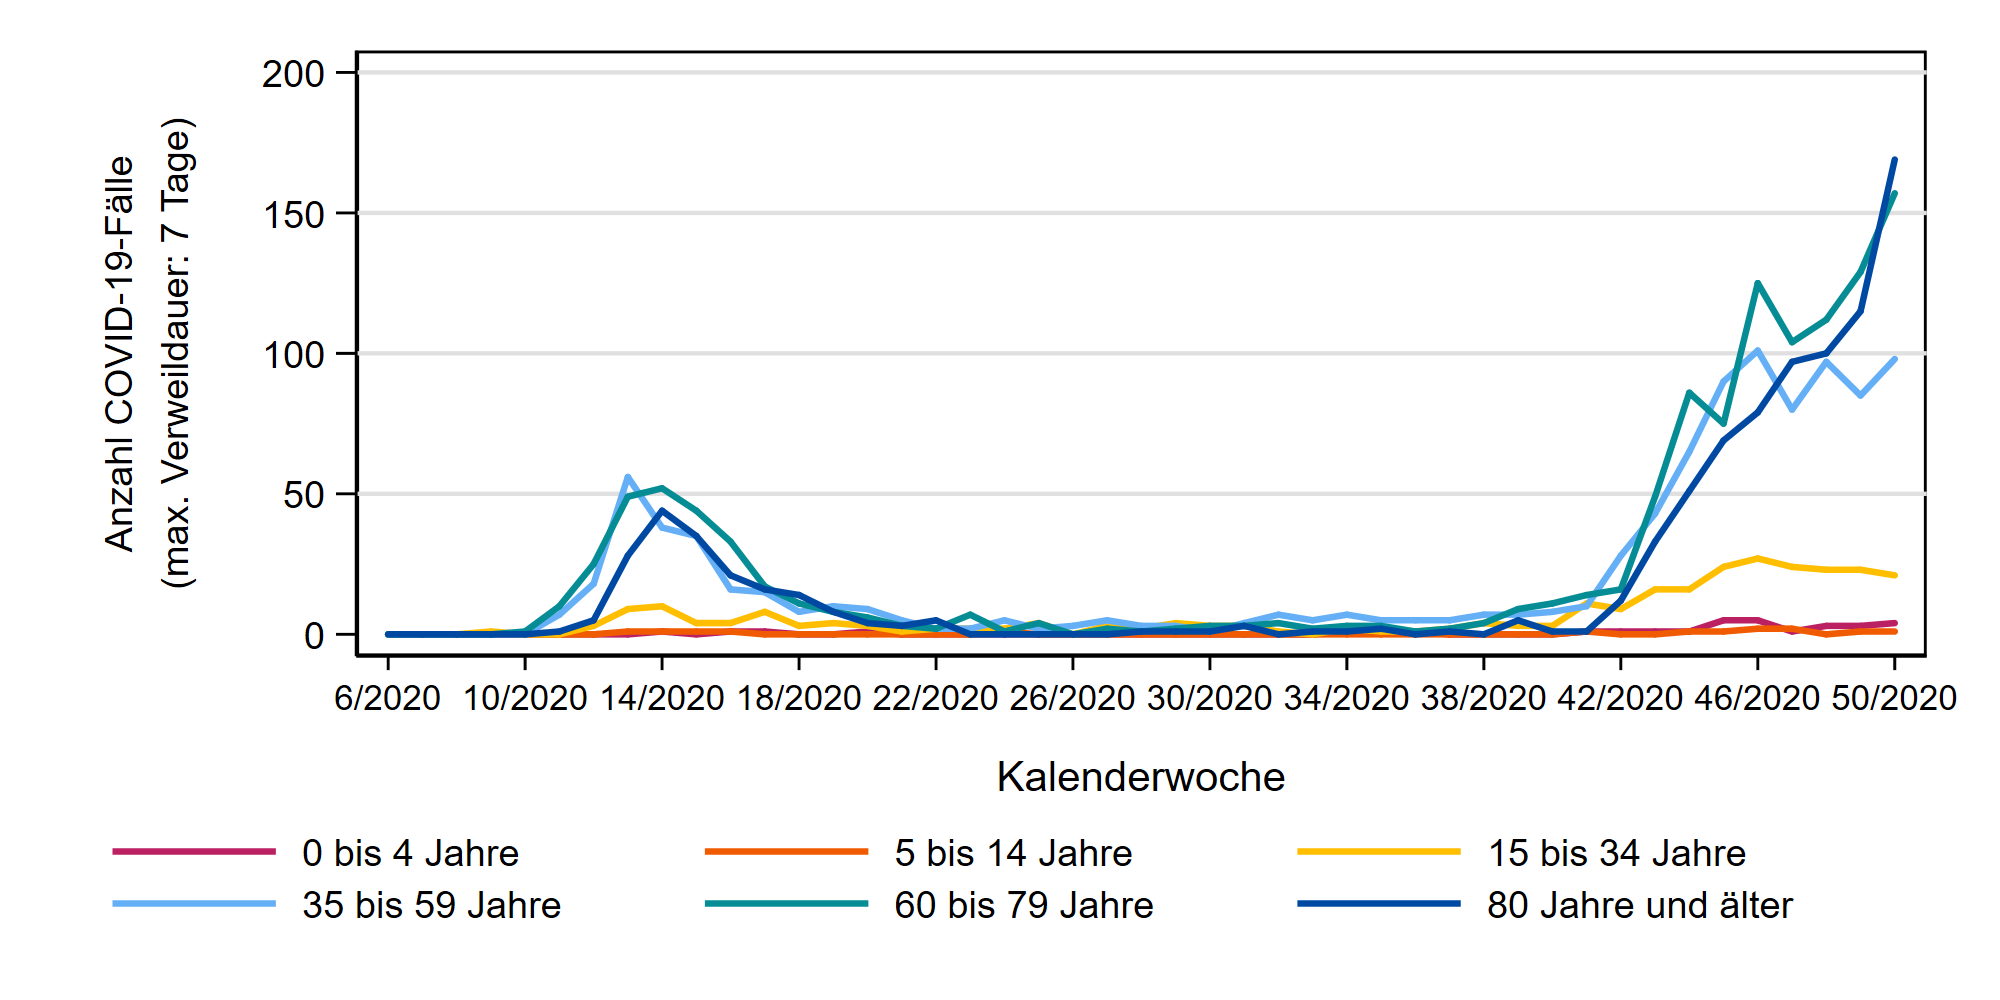 Anzahl COVID-19-Fälle
(max. Verweildauer: 7 Tage)
200
150
100
50
0
6/2020 10/2020 14/2020 18/2020 22/2020 26/2020 30/2020 34/2020 38/2020 42/2020 46/2020 50/2020
Kalenderwoche
0 bis 4 Jahre 5 bis 14 Jahre 15 bis 34 Jahre
35 bis 59 Jahre 60 bis 79 Jahre 80 Jahre und älter